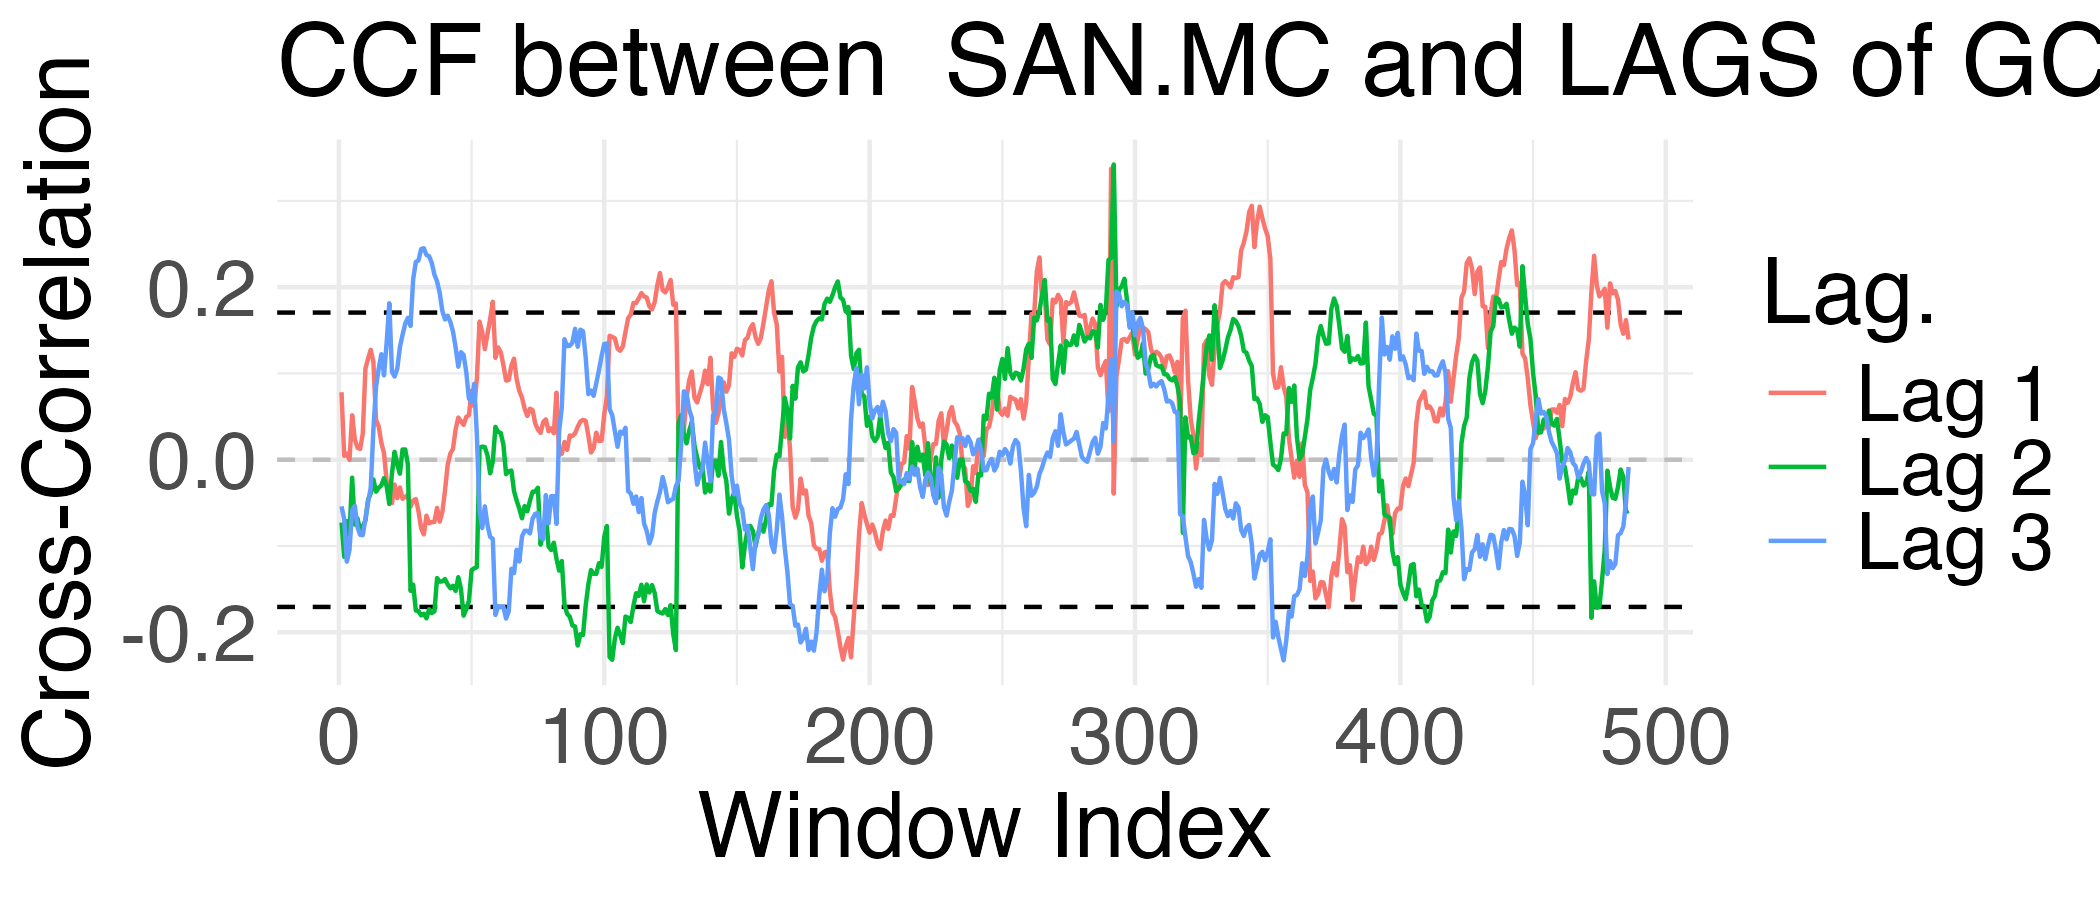 CCF between  SAN.MC and LAGS of GC
Cross-Correlation
0.2
0.0
-0.2
0
100
200
300
400
500
Window Index
Lag.
Lag 1
Lag 2
Lag 3